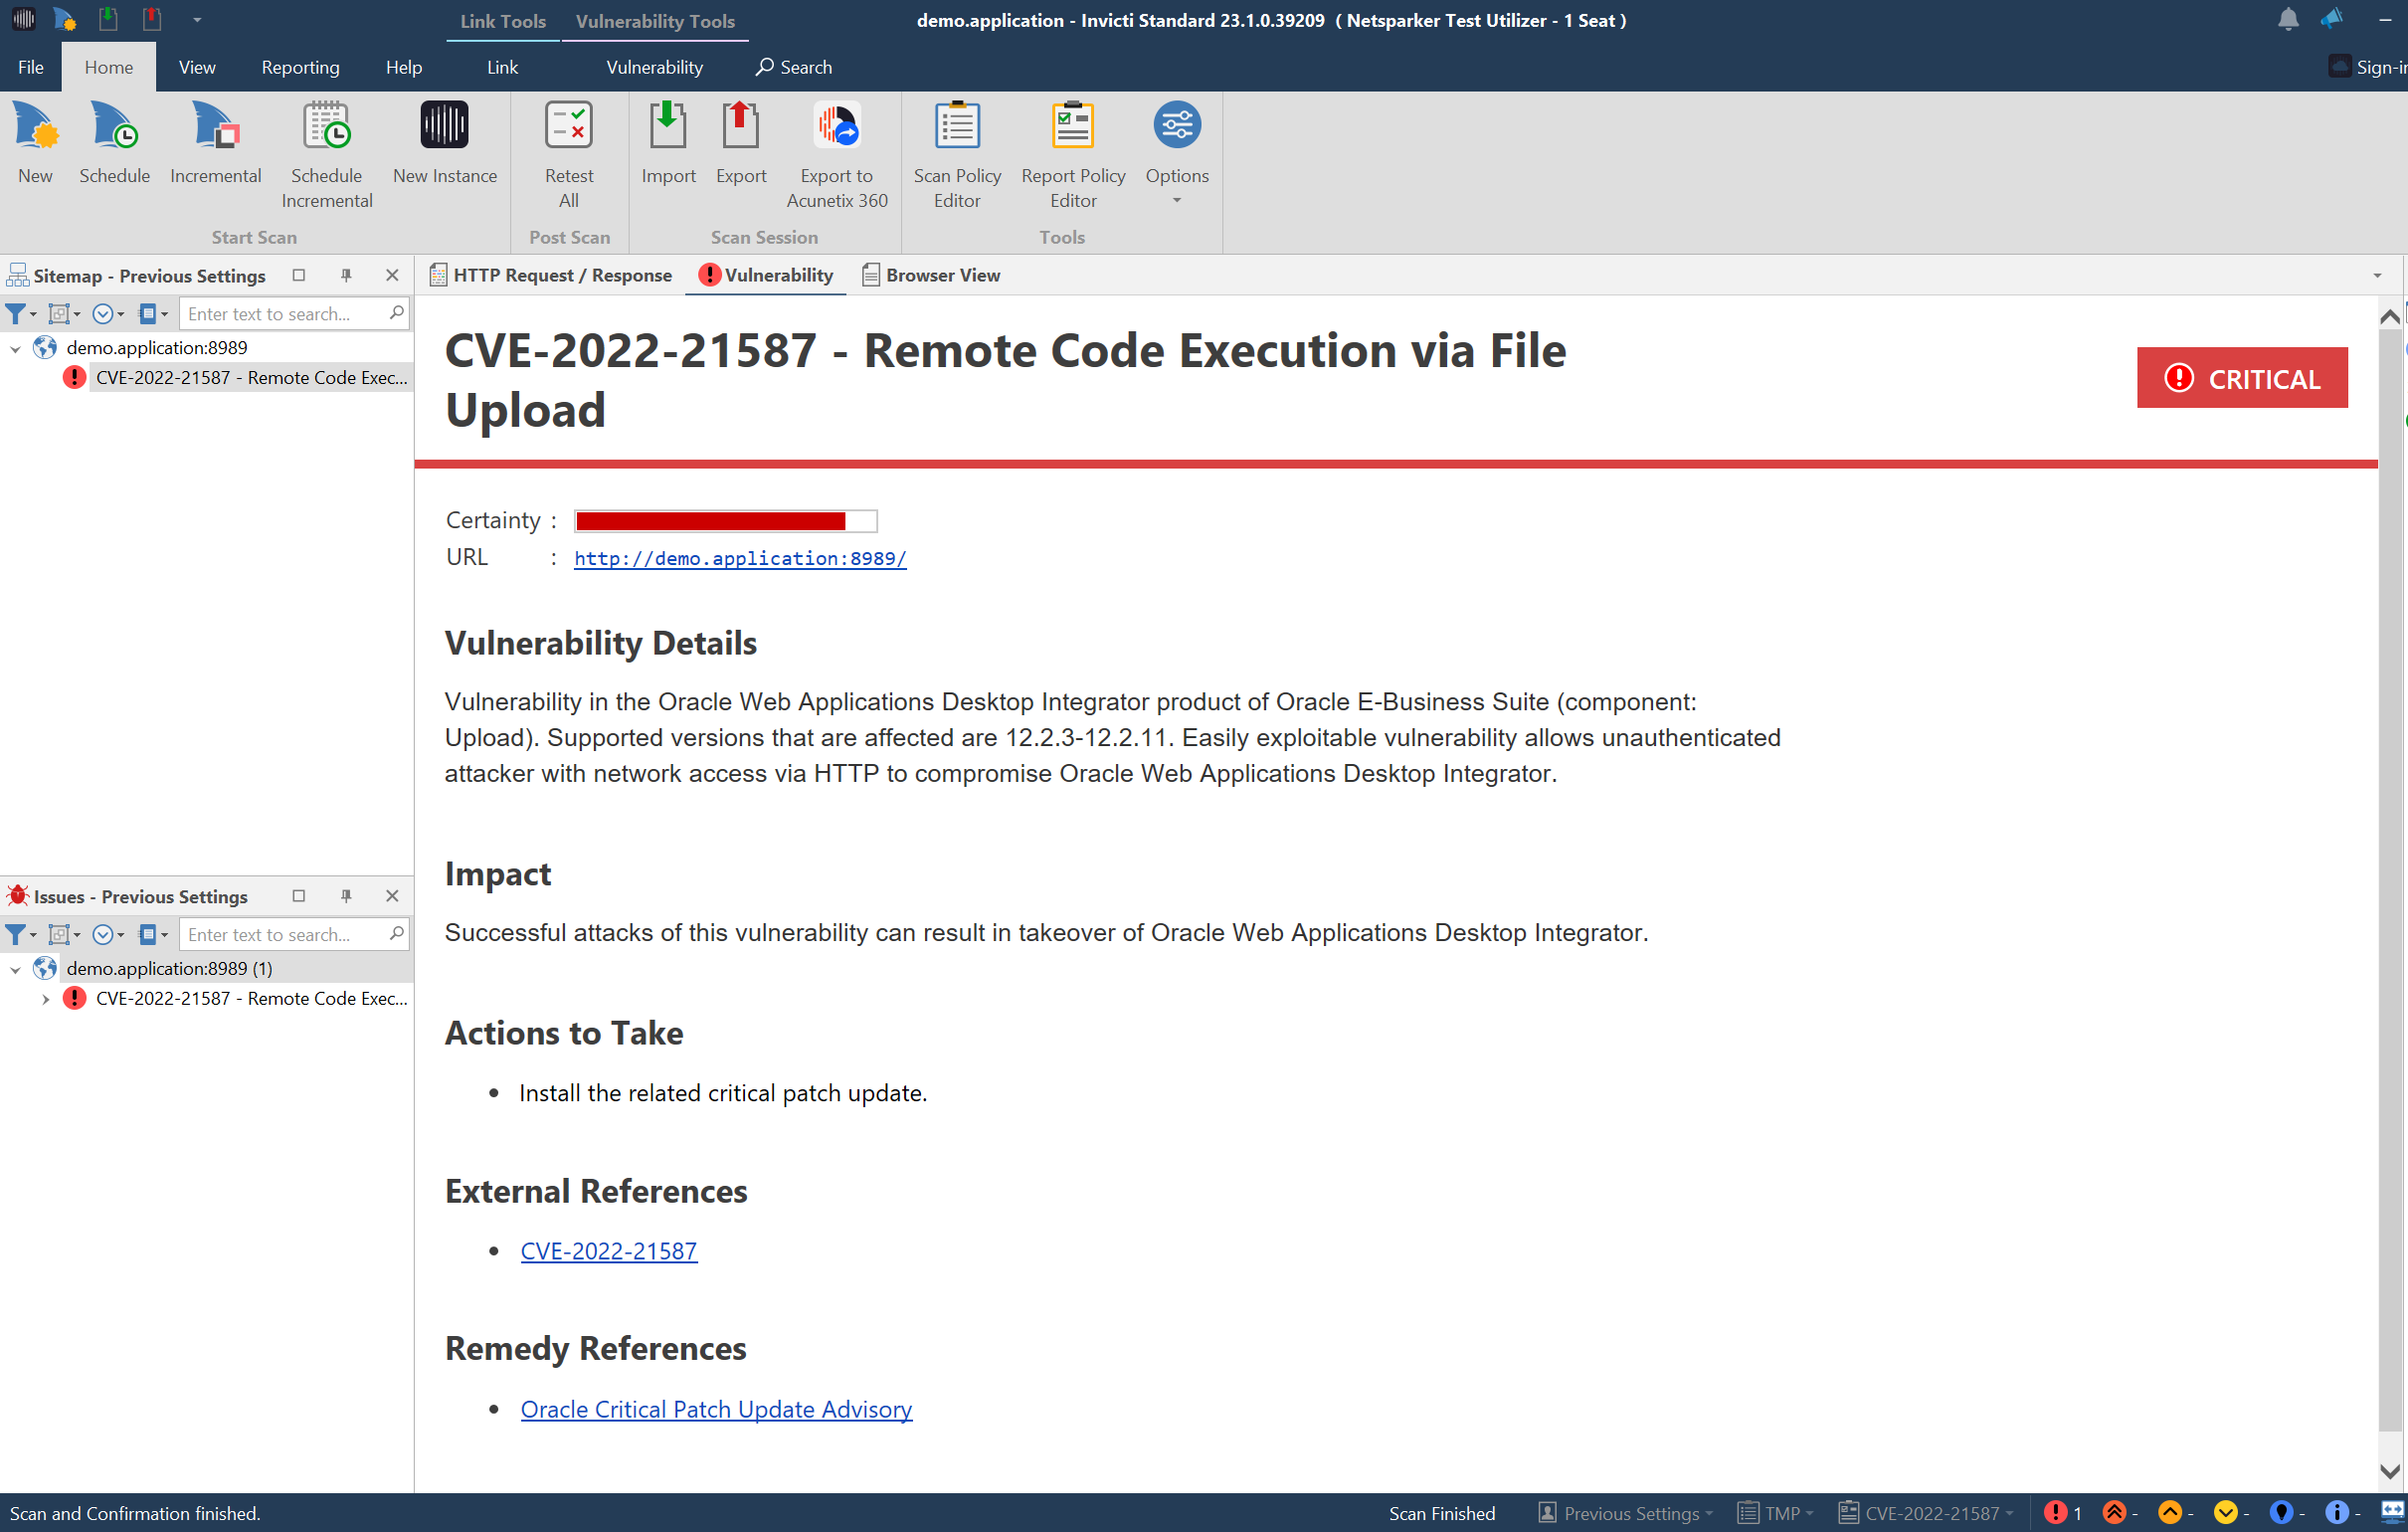 Link Tools Vulnerability Tools demo.application - Invicti Standard 23.1.0.39209 ( Netsparker Test Utilizer - 1 Seat )
File Home View Reporting Help Link Vulnerability Search
New Schedule Incremental Schedule Incremental New Instance Retest All Import Export Export to Acunetix 360 Scan Policy Editor Report Policy Editor Options
Start Scan Post Scan Scan Session Tools
Sitemap - Previous Settings
Enter text to search...
demo.application:8989
CVE-2022-21587 - Remote Code Exec...
Issues - Previous Settings
Enter text to search...
demo.application:8989 (1)
CVE-2022-21587 - Remote Code Exec...
HTTP Request / Response Vulnerability Browser View
CVE-2022-21587 - Remote Code Execution via File
Upload
CRITICAL
Certainty :
URL : http://demo.application:8989/
Vulnerability Details
Vulnerability in the Oracle Web Applications Desktop Integrator product of Oracle E-Business Suite (component:
Upload). Supported versions that are affected are 12.2.3-12.2.11. Easily exploitable vulnerability allows unauthenticated
attacker with network access via HTTP to compromise Oracle Web Applications Desktop Integrator.
Impact
Successful attacks of this vulnerability can result in takeover of Oracle Web Applications Desktop Integrator.
Actions to Take
• Install the related critical patch update.
External References
• CVE-2022-21587
Remedy References
• Oracle Critical Patch Update Advisory
Scan and Confirmation finished. Scan Finished Previous Settings TMP CVE-2022-21587 1 - - - - -